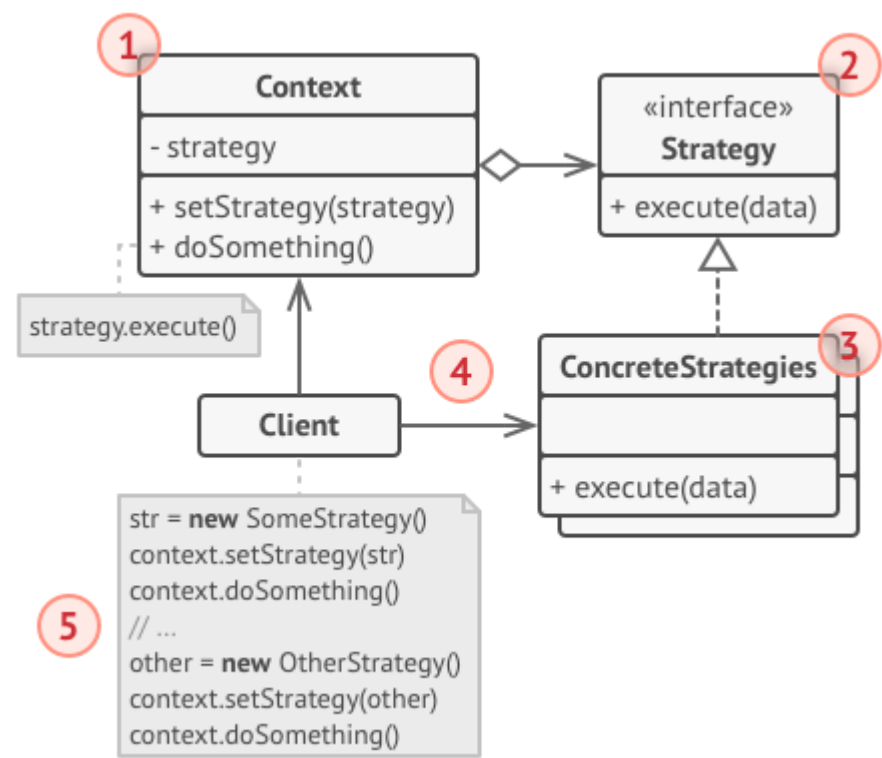 1
Context
- strategy
+ setStrategy(strategy)
+ doSomething()
2
«interface»
Strategy
+ execute(data)
strategy.execute()
3
ConcreteStrategies
+ execute(data)
4
Client
5
str = new SomeStrategy()
context.setStrategy(str)
context.doSomething()
// ...
other = new OtherStrategy()
context.setStrategy(other)
context.doSomething()